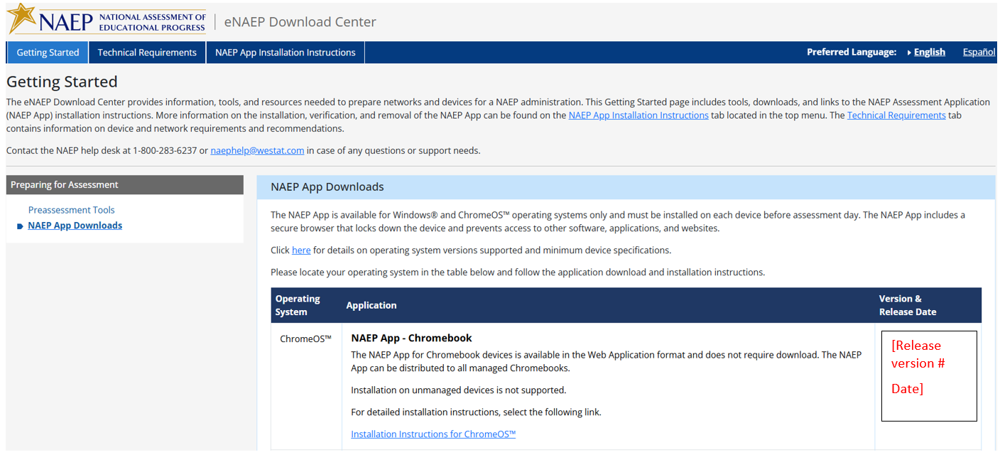 NAEP NATIONAL ASSESSMENT OF
EDUCATIONAL PROGRESS
eNAEP Download Center
Getting Started Technical Requirements NAEP App Installation Instructions Preferred Language: English Español
Getting Started
The eNAEP Download Center provides information, tools, and resources needed to prepare networks and devices for a NAEP administration. This Getting Started page includes tools, downloads, and links to the NAEP Assessment Application
(NAEP App) installation instructions. More information on the installation, verification, and removal of the NAEP App can be found on the NAEP App Installation Instructions tab located in the top menu. The Technical Requirements tab
contains information on device and network requirements and recommendations.
Contact the NAEP help desk at 1-800-283-6237 or naephelp@westat.com in case of any questions or support needs.
Preparing for Assessment
Preassessment Tools
NAEP App Downloads
NAEP App Downloads
The NAEP App is available for Windows® and ChromeOS™ operating systems only and must be installed on each device before assessment day. The NAEP App includes a
secure browser that locks down the device and prevents access to other software, applications, and websites.
Click here for details on operating system versions supported and minimum device specifications.
Please locate your operating system in the table below and follow the application download and installation instructions.
Operating
System
Application
Version &
Release Date
ChromeOS™
NAEP App - Chromebook
The NAEP App for Chromebook devices is available in the Web Application format and does not require download. The NAEP
App can be distributed to all managed Chromebooks.
Installation on unmanaged devices is not supported.
For detailed installation instructions, select the following link.
Installation Instructions for ChromeOS™
[Release
version #
Date]